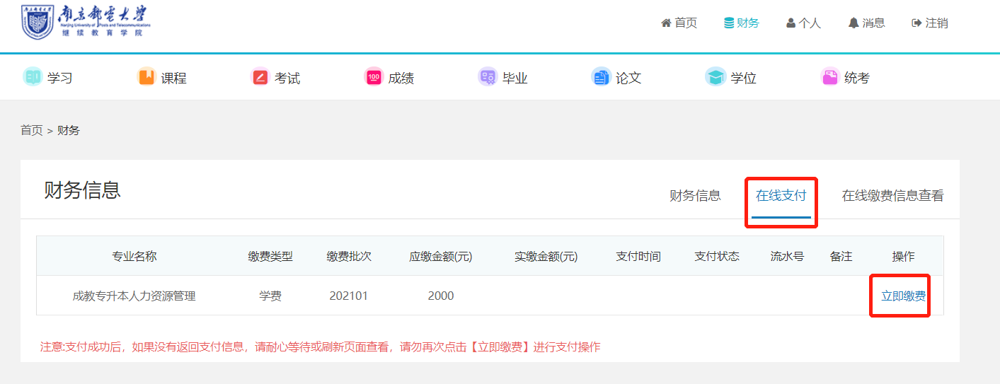 南京邮电大学
Nanjing University of Posts and Telecommunications
继续教育学院
首页 财务 个人 消息 注销
学习 课程 考试 100 成绩 毕业 论文 学位 统考
首页 > 财务
财务信息 财务信息 在线支付 在线缴费信息查看
专业名称 缴费类型 缴费批次 应缴金额(元) 实缴金额(元) 支付时间 支付状态 流水号 备注 操作
成教专升本人力资源管理 学费 202101 2000 立即缴费
注意:支付成功后，如果没有返回支付信息，请耐心等待或刷新页面查看，请勿再次点击【立即缴费】进行支付操作